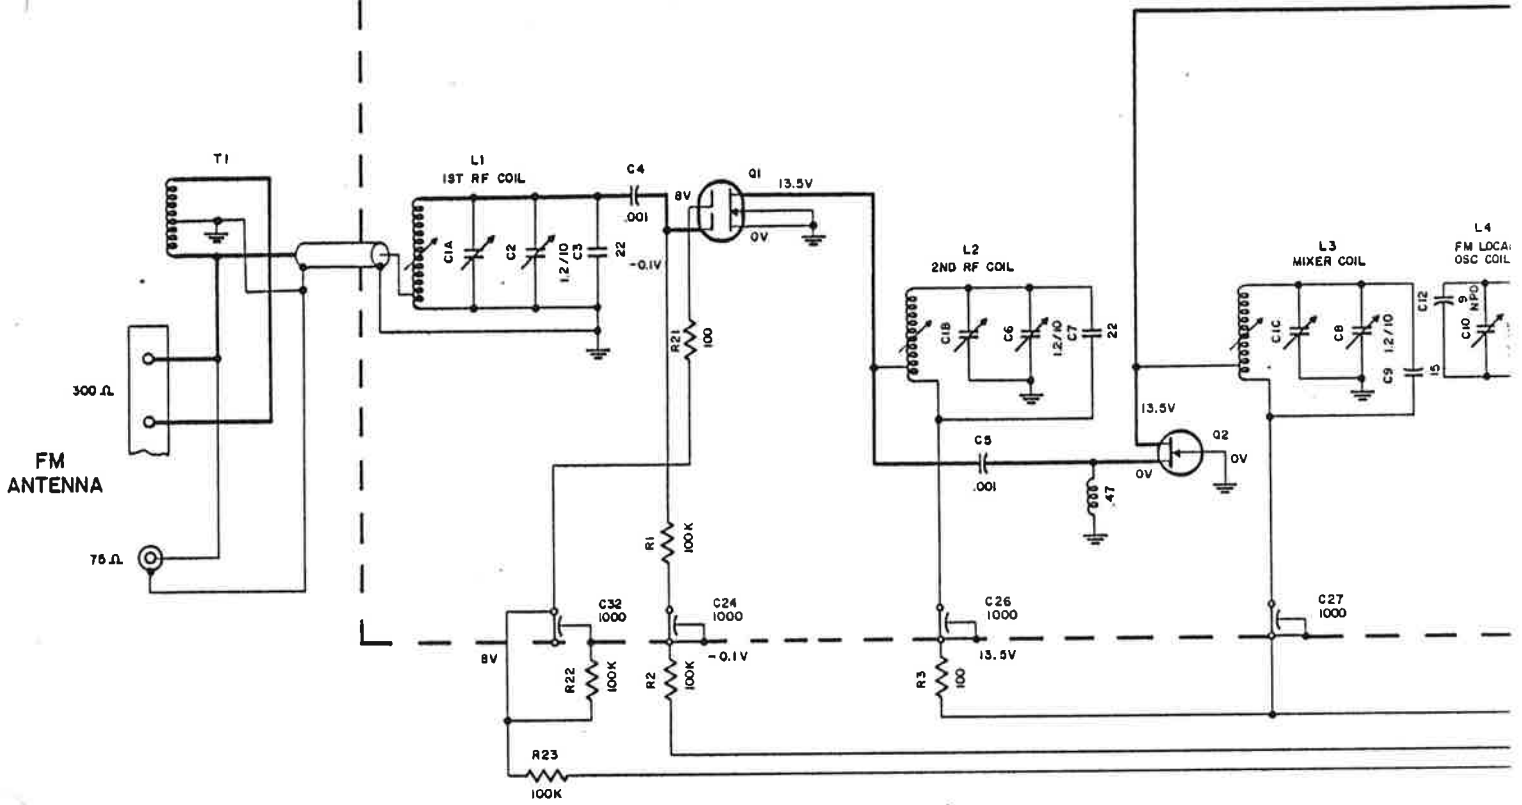 T1
L1
1ST RF COIL
C4
.001
8V
Q1
13.5V
0V
C1A
C2
1.2/10
C3
22
-0.1V
R21
100
L2
2ND RF COIL
C1B
C6
1.2/10
C7
22
L3
MIXER COIL
C1C
C8
1.2/10
C9
15
L4
FM LOCA
OSC COIL
C12
9
NPO
C10
300 Ω
FM
ANTENNA
75 Ω
13.5V
Q2
0V
0V
C5
.001
.47
R1
100K
C32
1000
C24
1000
C26
1000
C27
1000
8V
-0.1V
13.5V
R22
100K
R2
100K
R3
100
R23
100K